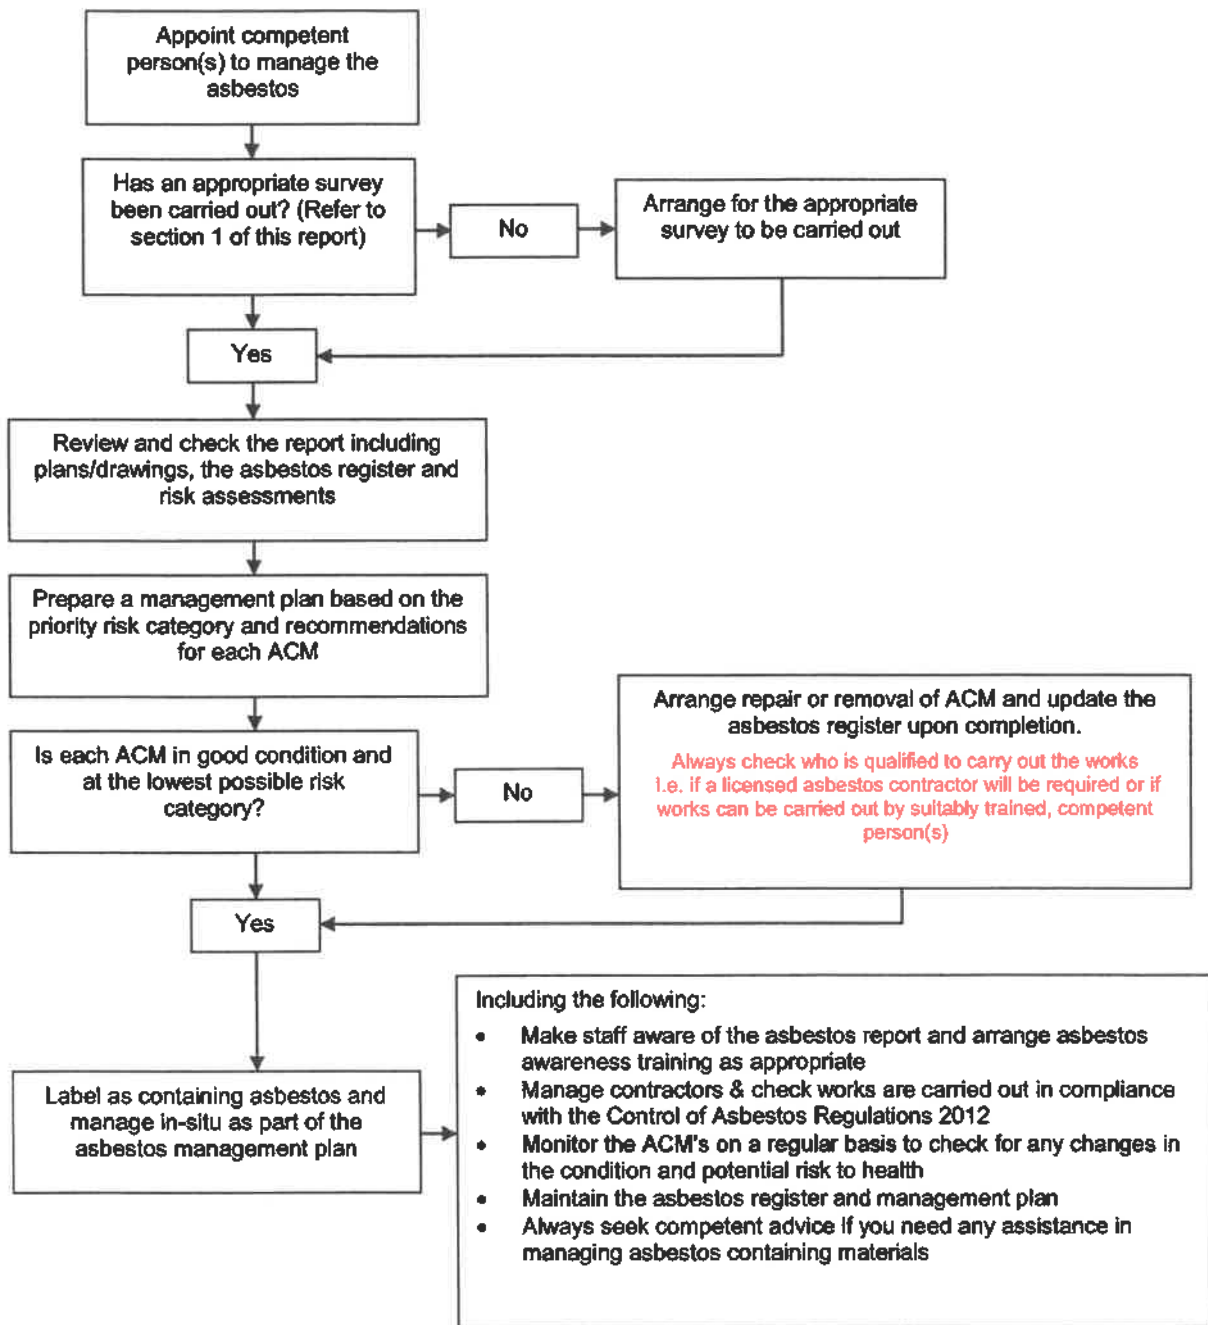 Appoint competent
person(s) to manage the
asbestos
Has an appropriate survey
been carried out? (Refer to
section 1 of this report)
No
Arrange for the appropriate
survey to be carried out
Yes
Review and check the report including
plans/drawings, the asbestos register and
risk assessments
Prepare a management plan based on the
priority risk category and recommendations
for each ACM
Is each ACM in good condition and
at the lowest possible risk
category?
No
Arrange repair or removal of ACM and update the
asbestos register upon completion.
Always check who is qualified to carry out the works
i.e. if a licensed asbestos contractor will be required or if
works can be carried out by suitably trained, competent
person(s)
Yes
Label as containing asbestos and
manage in-situ as part of the
asbestos management plan
Including the following:
• Make staff aware of the asbestos report and arrange asbestos
awareness training as appropriate
• Manage contractors & check works are carried out in compliance
with the Control of Asbestos Regulations 2012
• Monitor the ACM's on a regular basis to check for any changes in
the condition and potential risk to health
• Maintain the asbestos register and management plan
• Always seek competent advice if you need any assistance in
managing asbestos containing materials